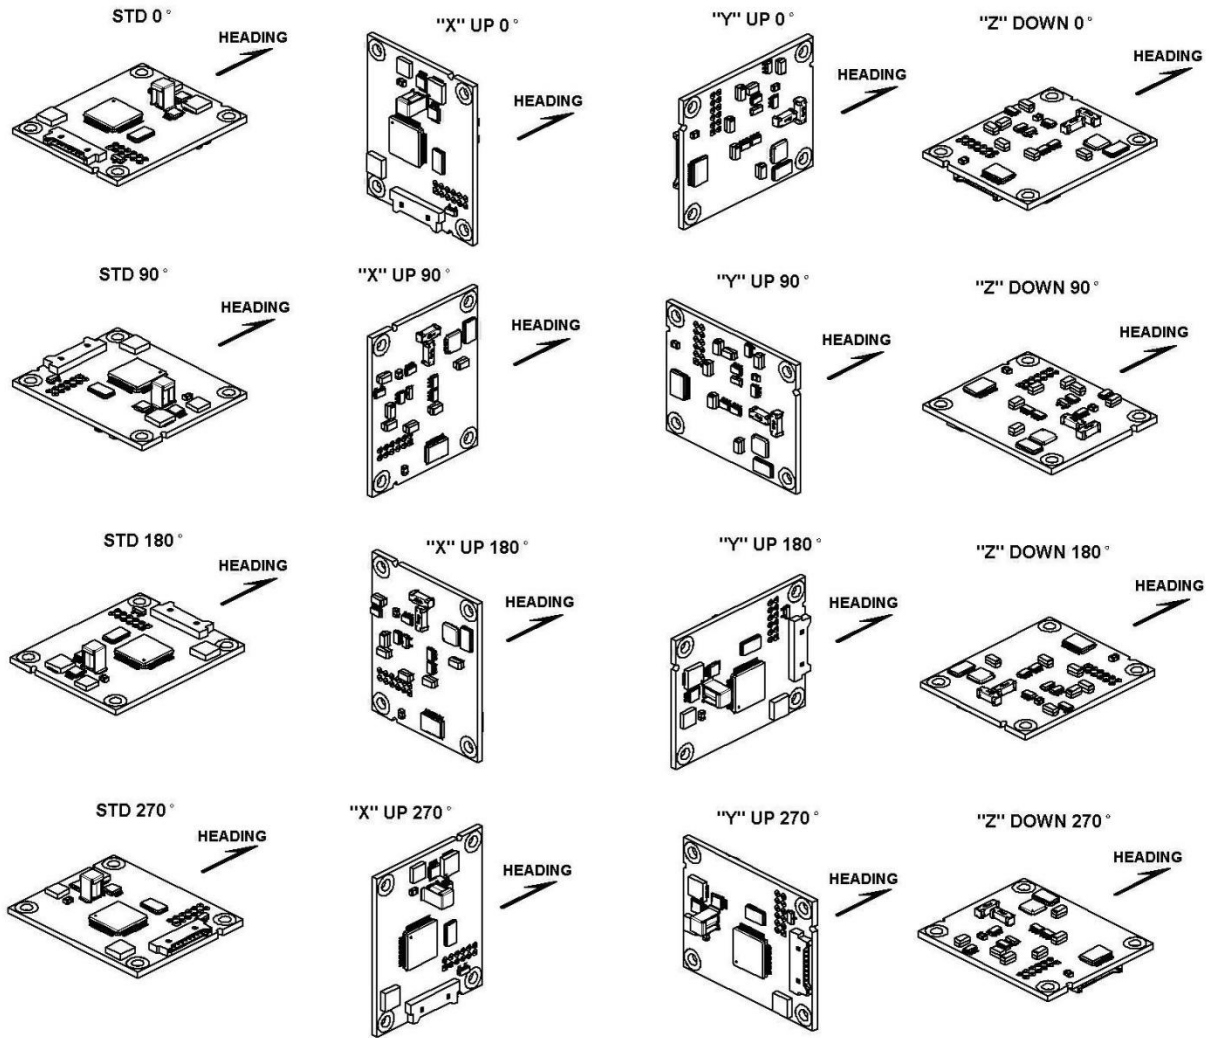 STD 0°
"X" UP 0°
"Y" UP 0°
"Z" DOWN 0°
HEADING
HEADING
HEADING
HEADING
STD 90°
"X" UP 90°
"Y" UP 90°
"Z" DOWN 90°
HEADING
HEADING
HEADING
HEADING
STD 180°
"X" UP 180°
"Y" UP 180°
"Z" DOWN 180°
HEADING
HEADING
HEADING
HEADING
STD 270°
"X" UP 270°
"Y" UP 270°
"Z" DOWN 270°
HEADING
HEADING
HEADING
HEADING